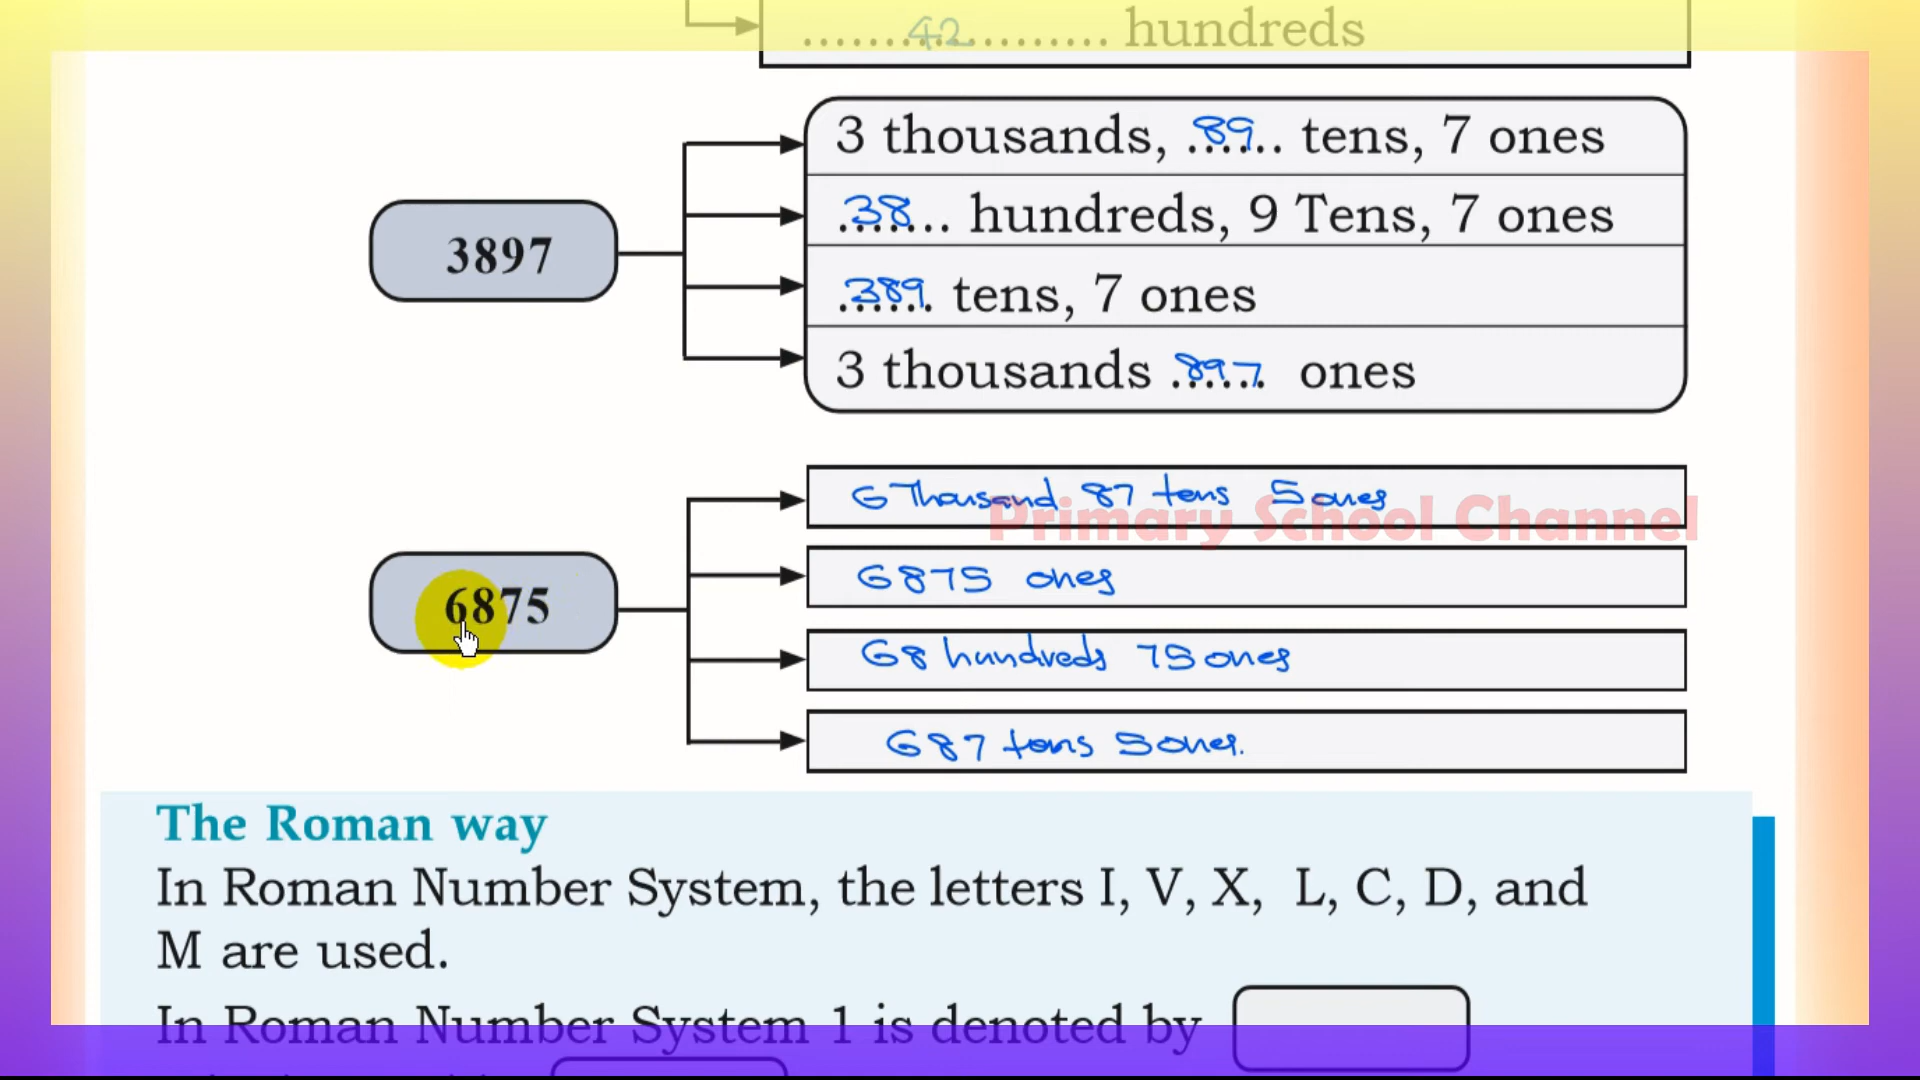 ........42......... hundreds
3 thousands, .89... tens, 7 ones
.38... hundreds, 9 Tens, 7 ones
3897
.389. tens, 7 ones
3 thousands .897. ones
6 Thousand 87 tens 5 ones
Primary School Channel
6875 ones
6875
68 hundreds 75 ones
687 tens 5 ones.
The Roman way
In Roman Number System, the letters I, V, X, L, C, D, and
M are used.
In Roman Number System 1 is denoted by